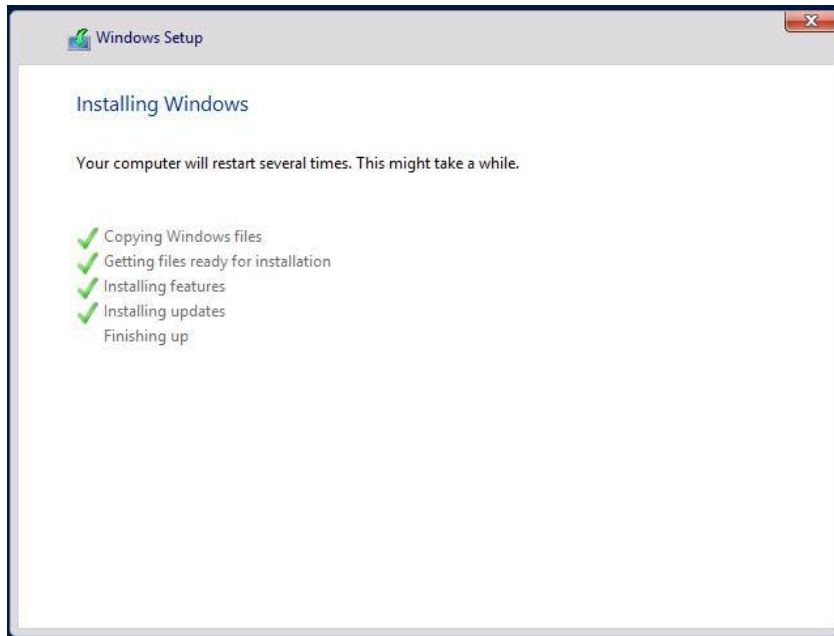 Windows Setup
Installing Windows
Your computer will restart several times. This might take a while.
Copying Windows files
Getting files ready for installation
Installing features
Installing updates
Finishing up